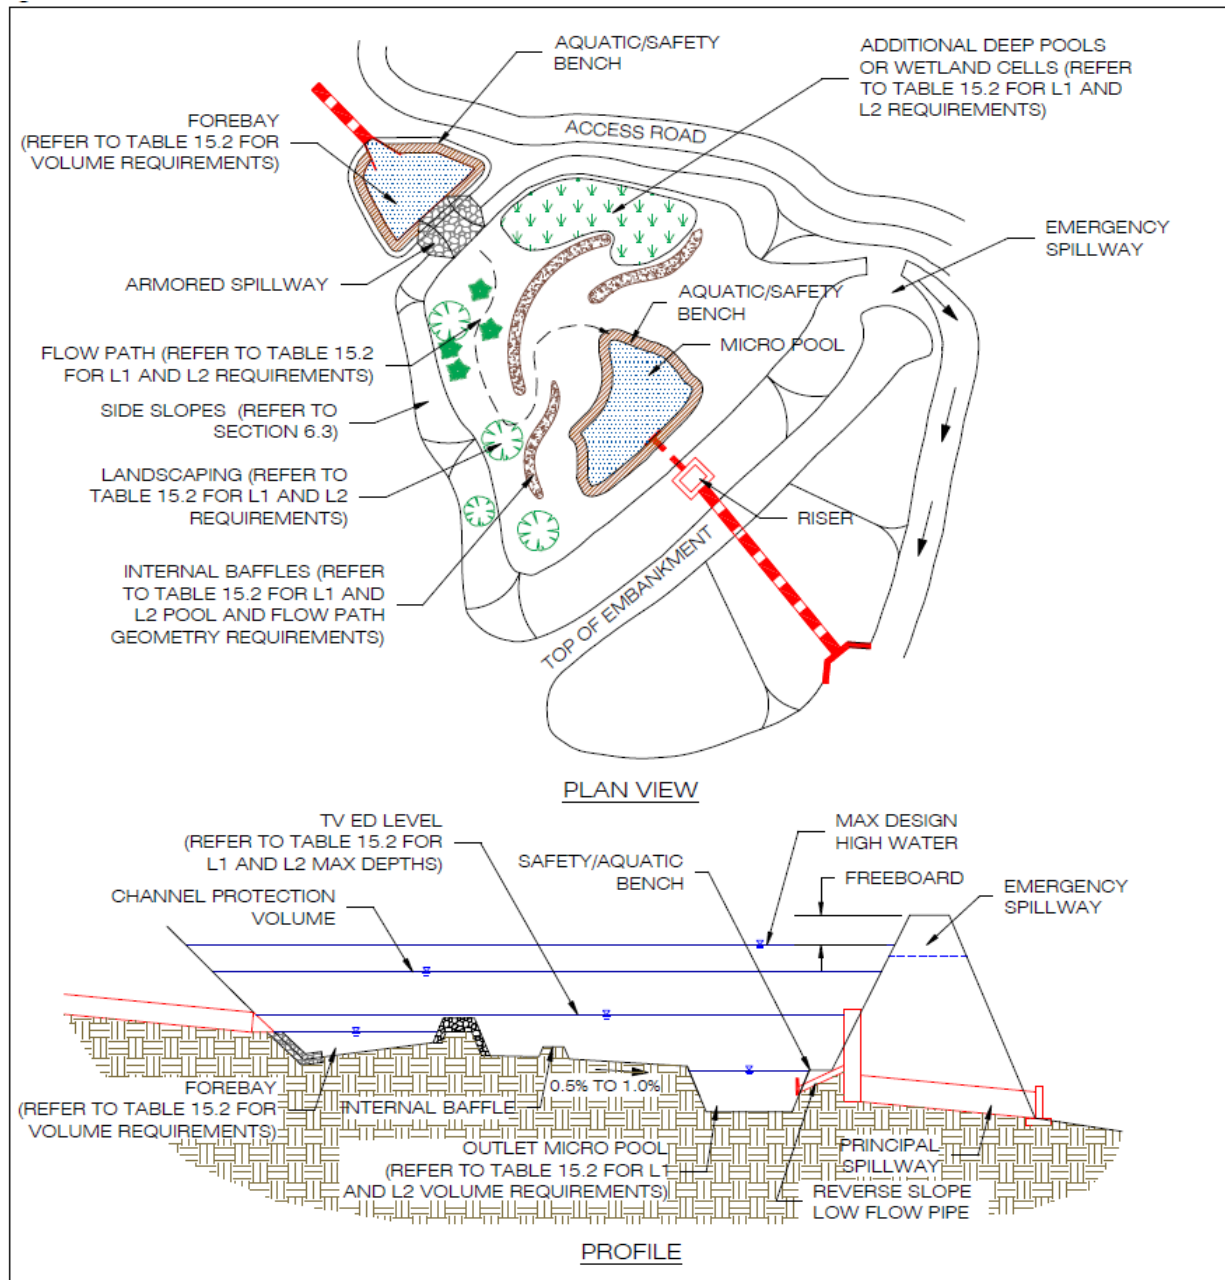 AQUATIC/SAFETY
BENCH
ADDITIONAL DEEP POOLS
OR WETLAND CELLS (REFER
TO TABLE 15.2 FOR L1 AND
L2 REQUIREMENTS)
FOREBAY
(REFER TO TABLE 15.2 FOR
VOLUME REQUIREMENTS)
ACCESS ROAD
EMERGENCY
SPILLWAY
ARMORED SPILLWAY
AQUATIC/SAFETY
BENCH
MICRO POOL
FLOW PATH (REFER TO TABLE 15.2
FOR L1 AND L2 REQUIREMENTS)
SIDE SLOPES (REFER TO
SECTION 6.3)
LANDSCAPING (REFER TO
TABLE 15.2 FOR L1 AND L2
REQUIREMENTS)
RISER
INTERNAL BAFFLES (REFER
TO TABLE 15.2 FOR L1 AND
L2 POOL AND FLOW PATH
GEOMETRY REQUIREMENTS)
TOP OF EMBANKMENT
PLAN VIEW
TV ED LEVEL
(REFER TO TABLE 15.2 FOR
L1 AND L2 MAX DEPTHS)
MAX DESIGN
HIGH WATER
SAFETY/AQUATIC
BENCH
FREEBOARD
EMERGENCY
SPILLWAY
CHANNEL PROTECTION
VOLUME
0.5% TO 1.0%
FOREBAY
(REFER TO TABLE 15.2 FOR
VOLUME REQUIREMENTS)
INTERNAL BAFFLE
OUTLET MICRO POOL
(REFER TO TABLE 15.2 FOR L1
AND L2 VOLUME REQUIREMENTS)
PRINCIPAL
SPILLWAY
REVERSE SLOPE
LOW FLOW PIPE
PROFILE